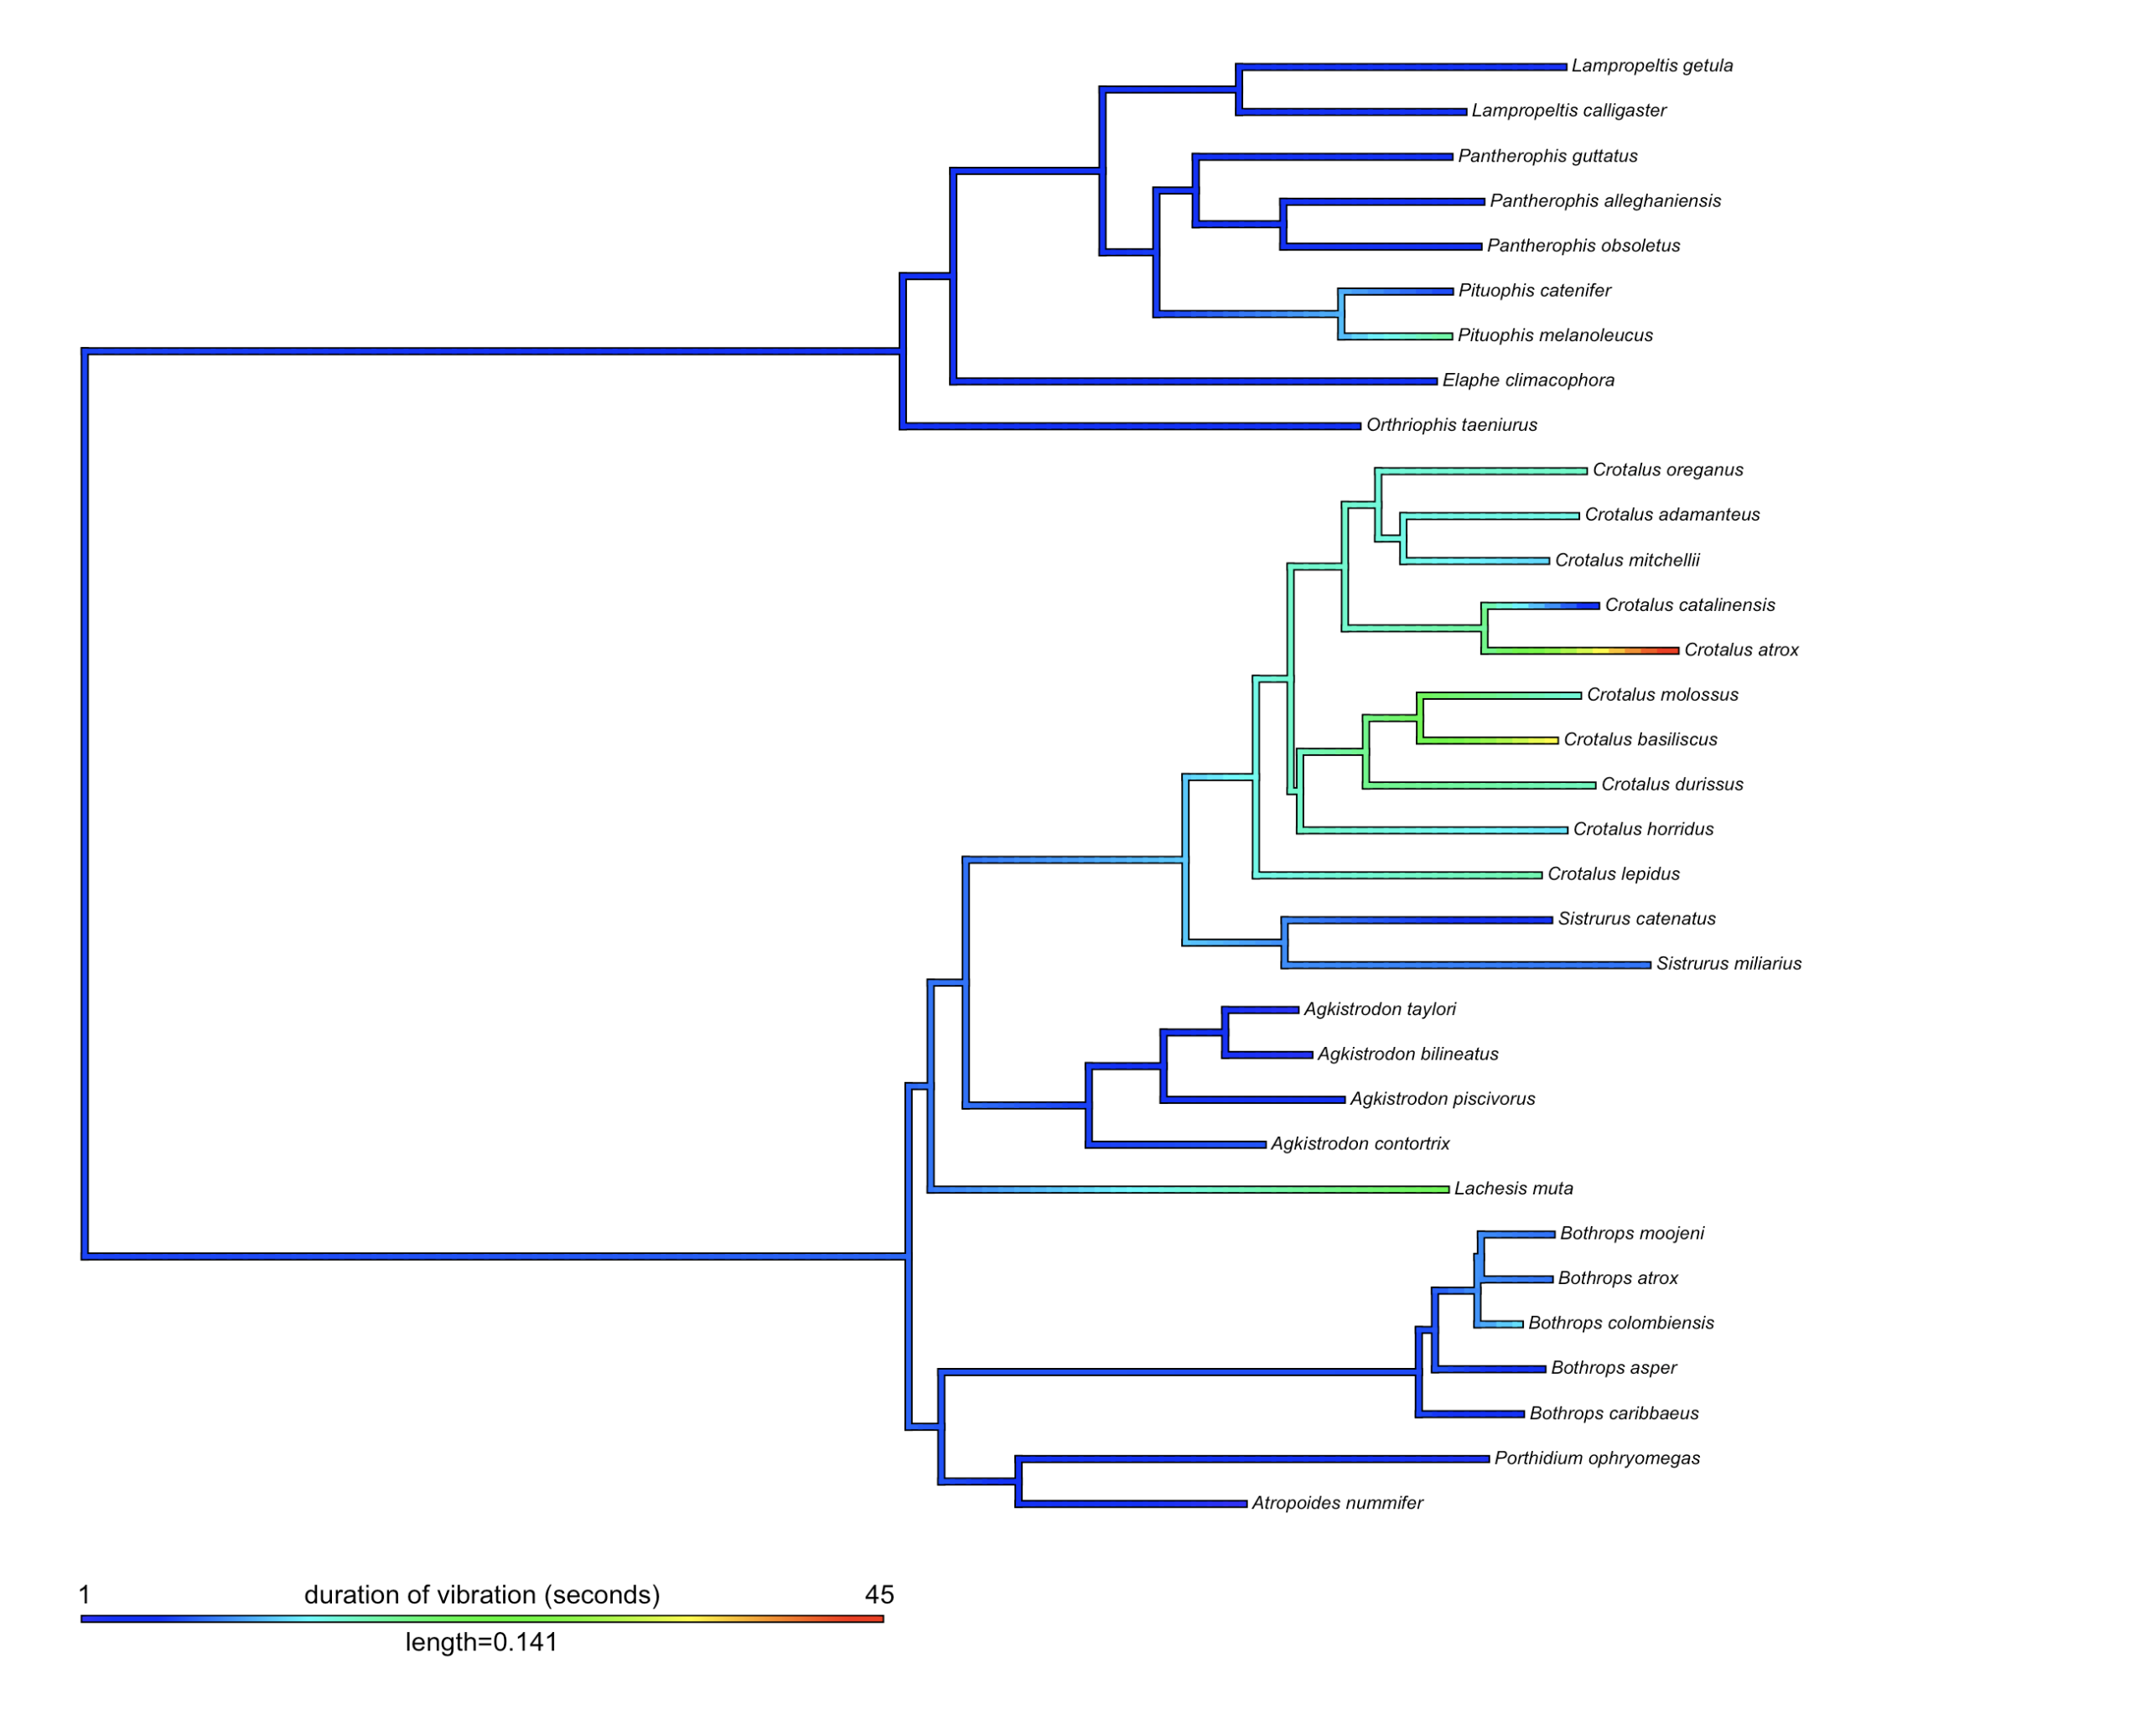 Lampropeltis getula
Lampropeltis calligaster
Pantherophis guttatus
Pantherophis alleghaniensis
Pantherophis obsoletus
Pituophis catenifer
Pituophis melanoleucus
Elaphe climacophora
Orthriophis taeniurus
Crotalus oreganus
Crotalus adamanteus
Crotalus mitchellii
Crotalus catalinensis
Crotalus atrox
Crotalus molossus
Crotalus basiliscus
Crotalus durissus
Crotalus horridus
Crotalus lepidus
Sistrurus catenatus
Sistrurus miliarius
Agkistrodon taylori
Agkistrodon bilineatus
Agkistrodon piscivorus
Agkistrodon contortrix
Lachesis muta
Bothrops moojeni
Bothrops atrox
Bothrops colombiensis
Bothrops asper
Bothrops caribbaeus
Porthidium ophryomegas
Atropoides nummifer
1 duration of vibration (seconds) 45
length=0.141